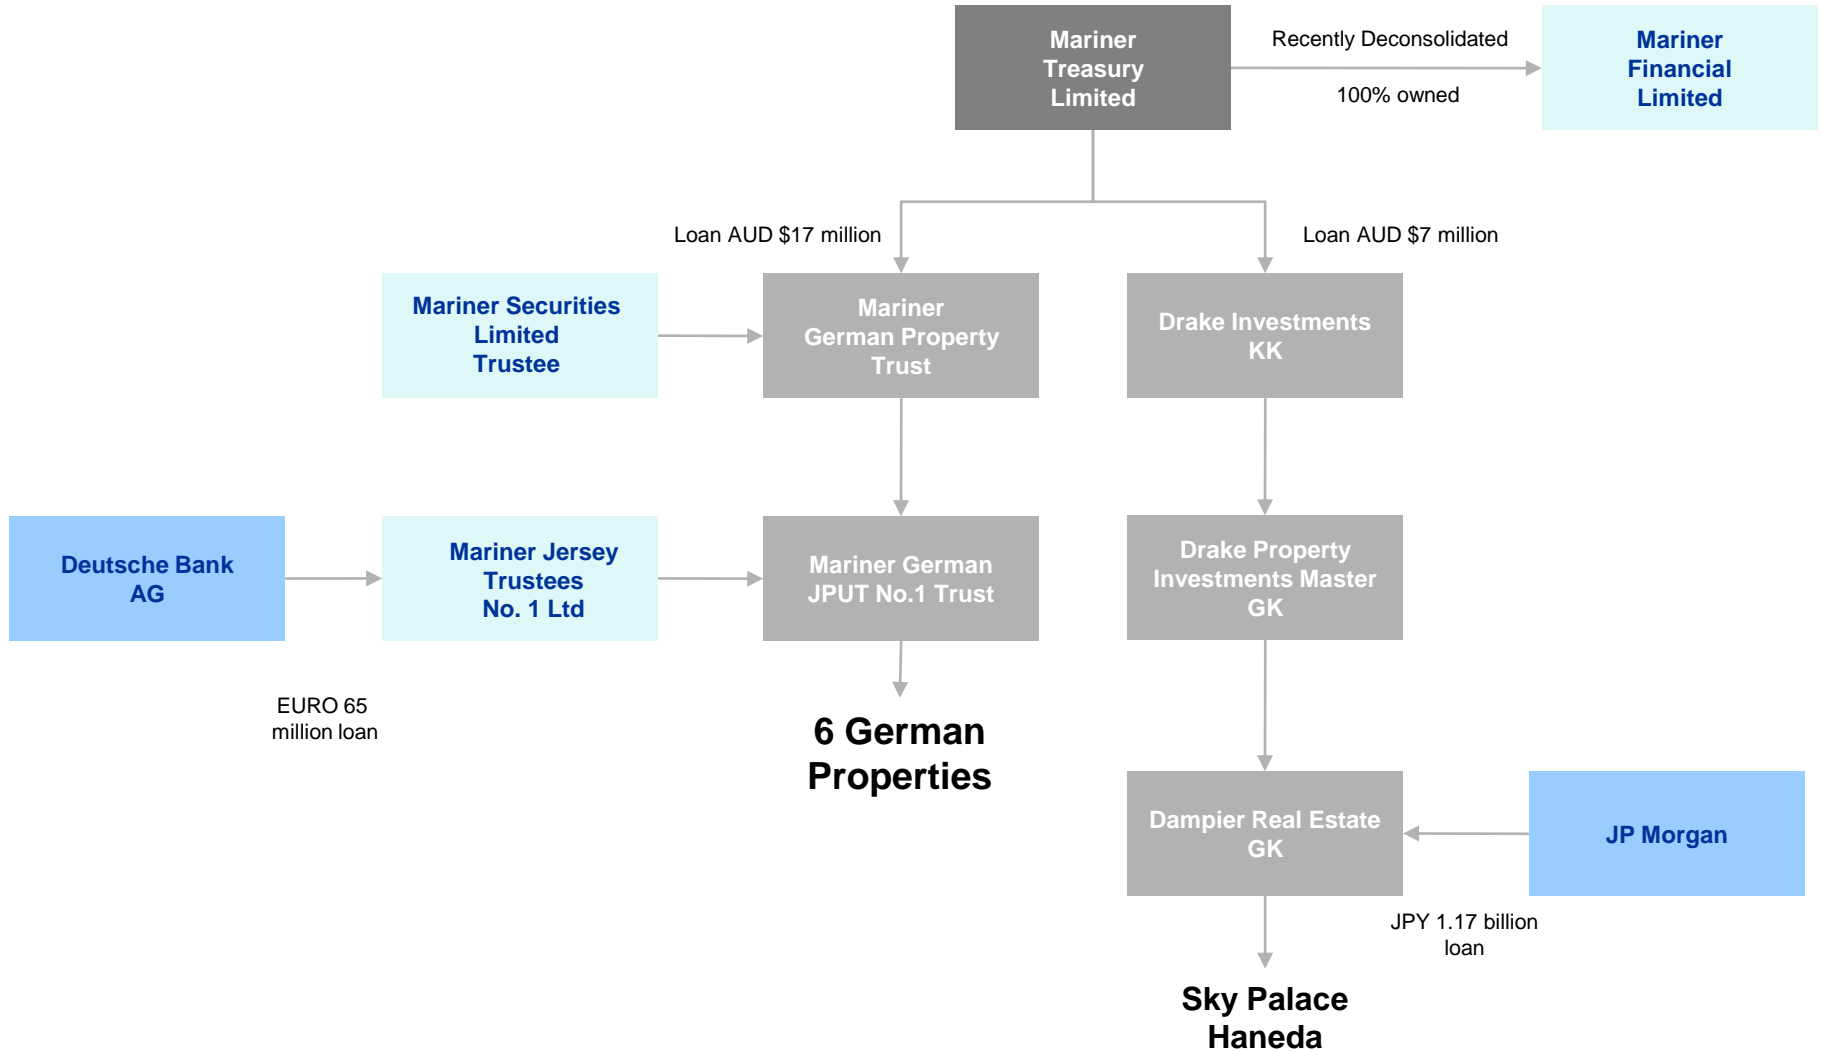 Mariner
Treasury
Limited
Recently Deconsolidated
100% owned
Mariner
Financial
Limited
Loan AUD $17 million
Loan AUD $7 million
Mariner Securities
Limited
Trustee
Mariner
German Property
Trust
Drake Investments
KK
Deutsche Bank
AG
Mariner Jersey
Trustees
No. 1 Ltd
Mariner German
JPUT No.1 Trust
Drake Property
Investments Master
GK
EURO 65
million loan
6 German
Properties
Dampier Real Estate
GK
JP Morgan
JPY 1.17 billion
loan
Sky Palace
Haneda